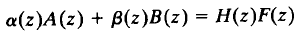 α(z)A(z) + β(z)B(z) = H(z)F(z)